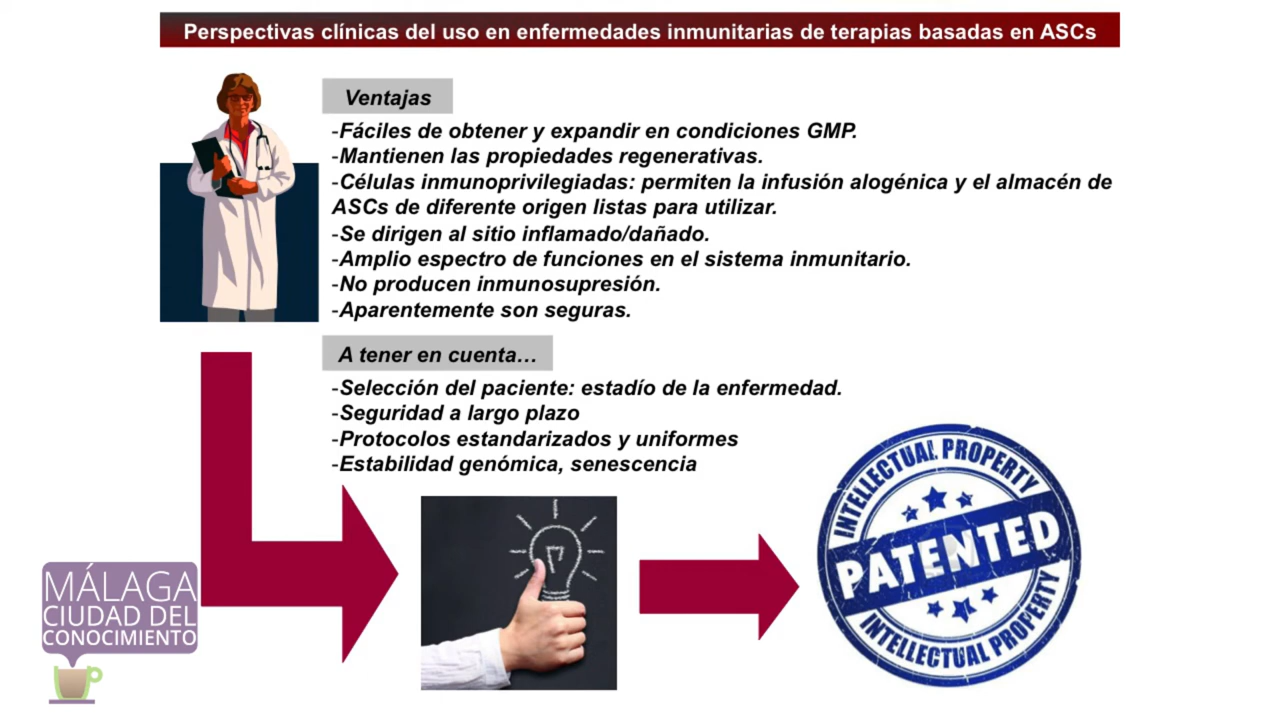 Perspectivas clínicas del uso en enfermedades inmunitarias de terapias basadas en ASCs
Ventajas
-Fáciles de obtener y expandir en condiciones GMP.
-Mantienen las propiedades regenerativas.
-Células inmunoprivilegiadas: permiten la infusión alogénica y el almacén de
ASCs de diferente origen listas para utilizar.
-Se dirigen al sitio inflamado/dañado.
-Amplio espectro de funciones en el sistema inmunitario.
-No producen inmunosupresión.
-Aparentemente son seguras.
A tener en cuenta…
-Selección del paciente: estadío de la enfermedad.
-Seguridad a largo plazo
-Protocolos estandarizados y uniformes
-Estabilidad genómica, senescencia
INTELLECTUAL PROPERTY
PATENTED
INTELLECTUAL PROPERTY
MÁLAGA
CIUDAD DEL
CONOCIMIENTO